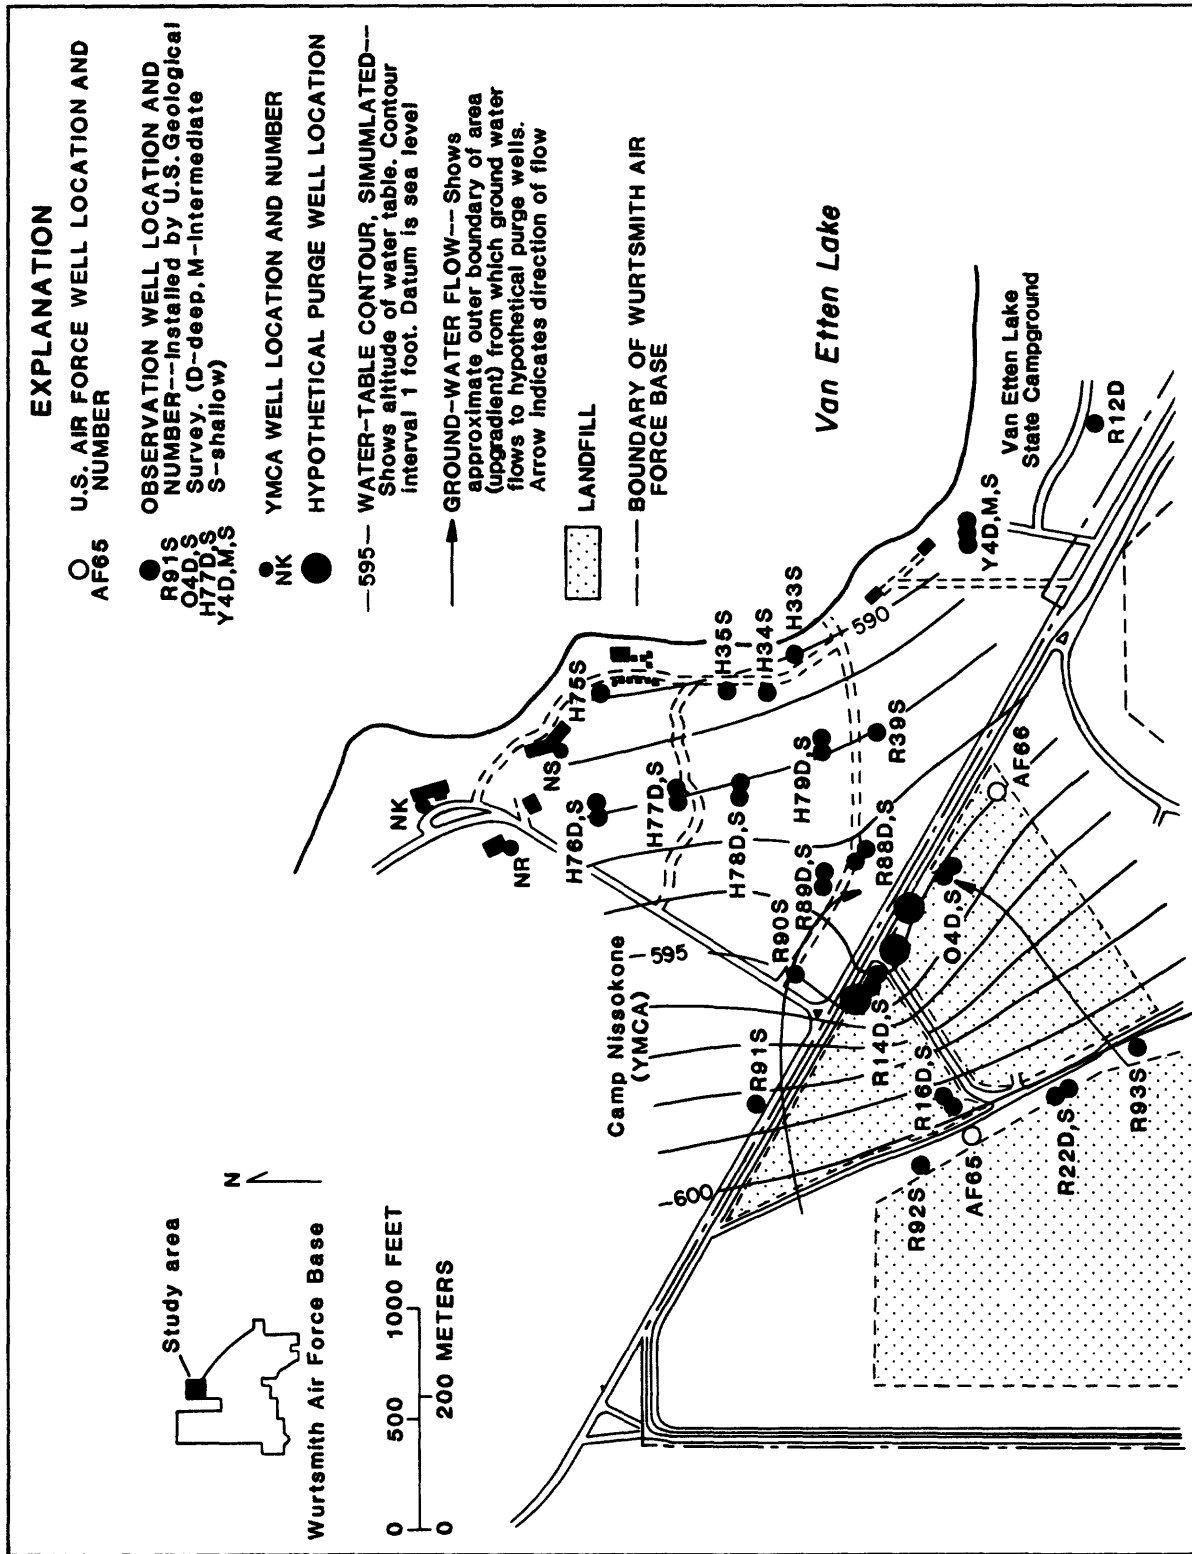 EXPLANATION
AF65
U.S. AIR FORCE WELL LOCATION AND
NUMBER
R91S
O4D,S
H77D,S
Y4D,M,S
OBSERVATION WELL LOCATION AND
NUMBER--Installed by U.S. Geological
Survey. (D-deep, M-Intermediate
S-shallow)
NK
YMCA WELL LOCATION AND NUMBER
HYPOTHETICAL PURGE WELL LOCATION
—595— WATER-TABLE CONTOUR, SIMUMLATED--
Shows altitude of water table. Contour
interval 1 foot. Datum is sea level
GROUND-WATER FLOW--Shows
approximate outer boundary of area
(upgradient) from which ground water
flows to hypothetical purge wells.
Arrow indicates direction of flow
LANDFILL
BOUNDARY OF WURTSMITH AIR
FORCE BASE
Study area
N
Wurtsmith Air Force Base
0 500 1000 FEET
0 200 METERS
Van Etten Lake
Van Etten Lake
State Campground
Camp Nissokone
(YMCA)
NK
NR
NS
H75S
H76D,S
H77D,S
H35S
H34S
H33S
H78D,S
H79D,S
590
R39S
R88D,S
R89D,S
R90S
595
R91S
R14D,S
O4D,S
AF66
Y4D,M,S
R12D
R16D,S
600
R92S
AF65
R22D,S
R93S